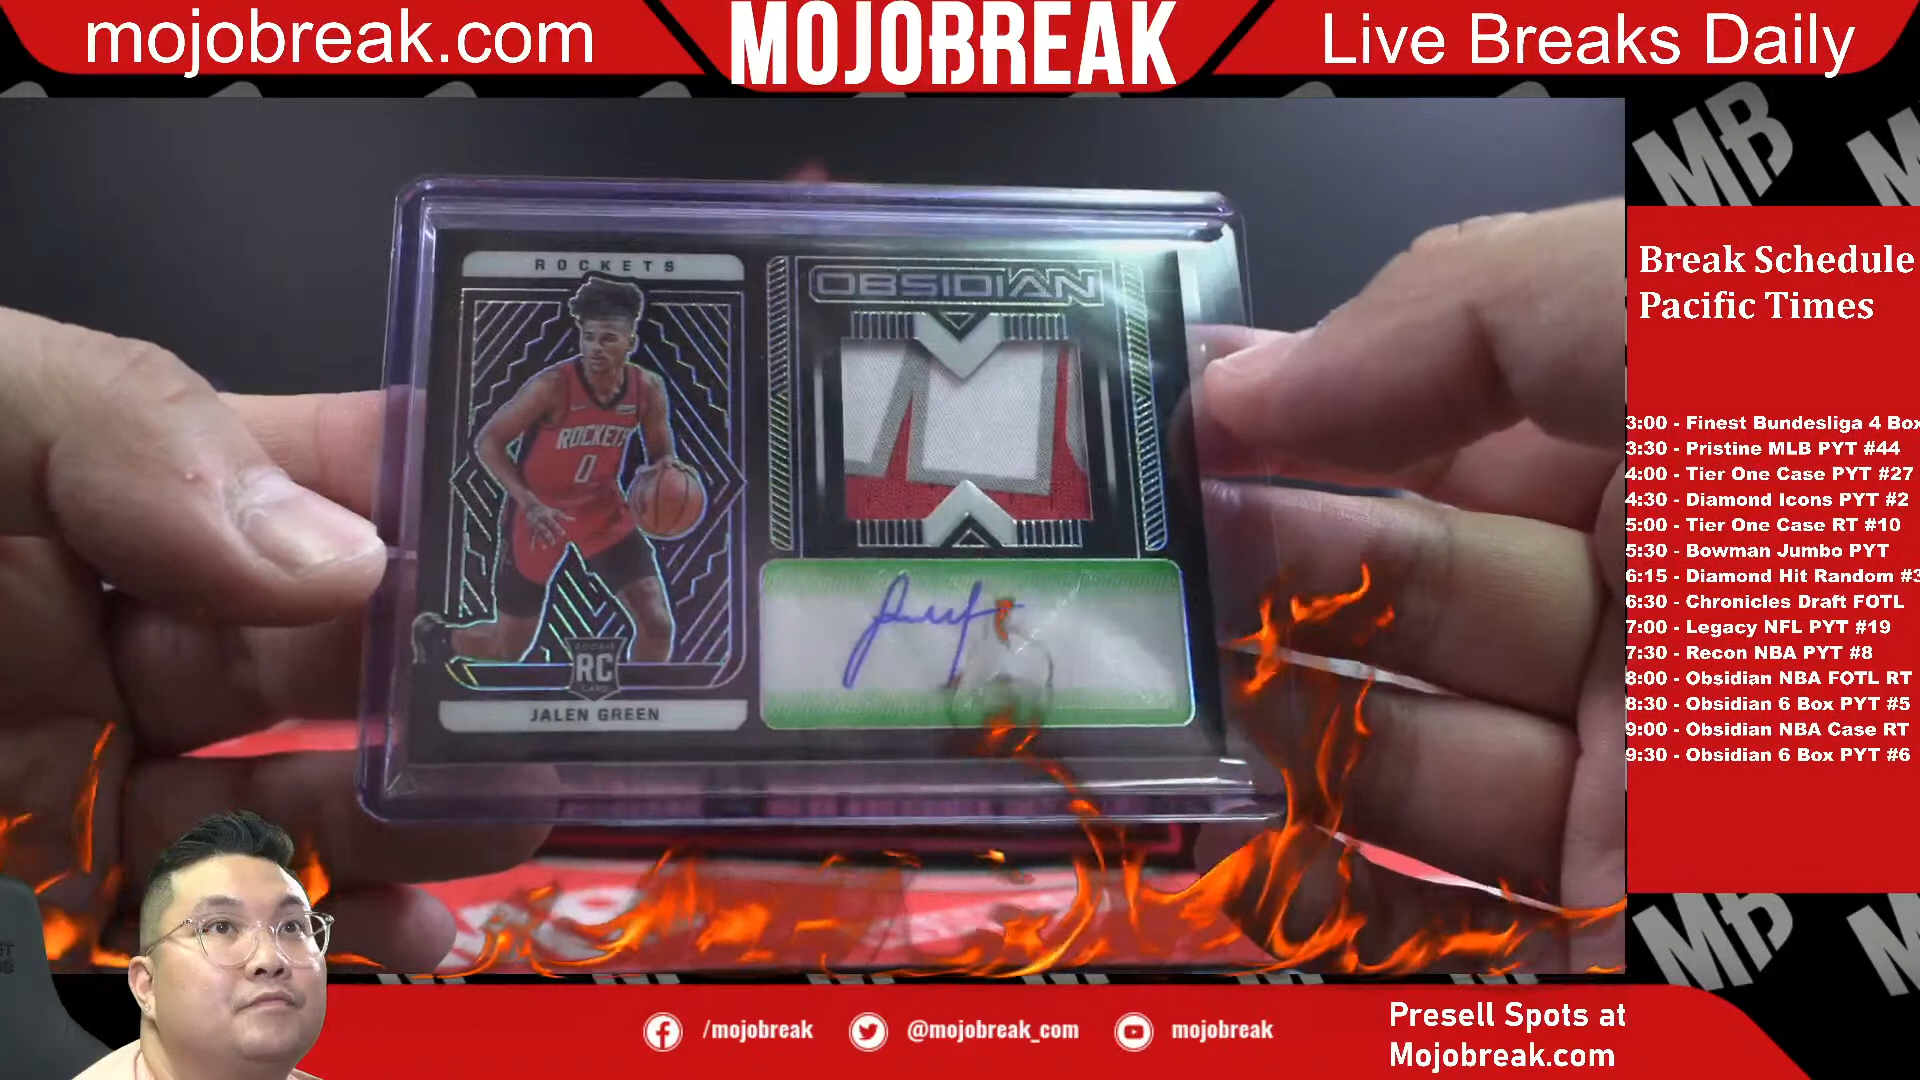 mojobreak.com
MOJOBREAK
Live Breaks Daily
MB
ROCKETS
OBSIDIAN
ROCKETS
0
ROOKIE
RC
CARD
JALEN GREEN
Break Schedule
Pacific Times
3:00 - Finest Bundesliga 4 Box
3:30 - Pristine MLB PYT #44
4:00 - Tier One Case PYT #27
4:30 - Diamond Icons PYT #2
5:00 - Tier One Case RT #10
5:30 - Bowman Jumbo PYT
6:15 - Diamond Hit Random #3
6:30 - Chronicles Draft FOTL
7:00 - Legacy NFL PYT #19
7:30 - Recon NBA PYT #8
8:00 - Obsidian NBA FOTL RT
8:30 - Obsidian 6 Box PYT #5
9:00 - Obsidian NBA Case RT
9:30 - Obsidian 6 Box PYT #6
MB
/mojobreak
@mojobreak_com
mojobreak
Presell Spots at
Mojobreak.com